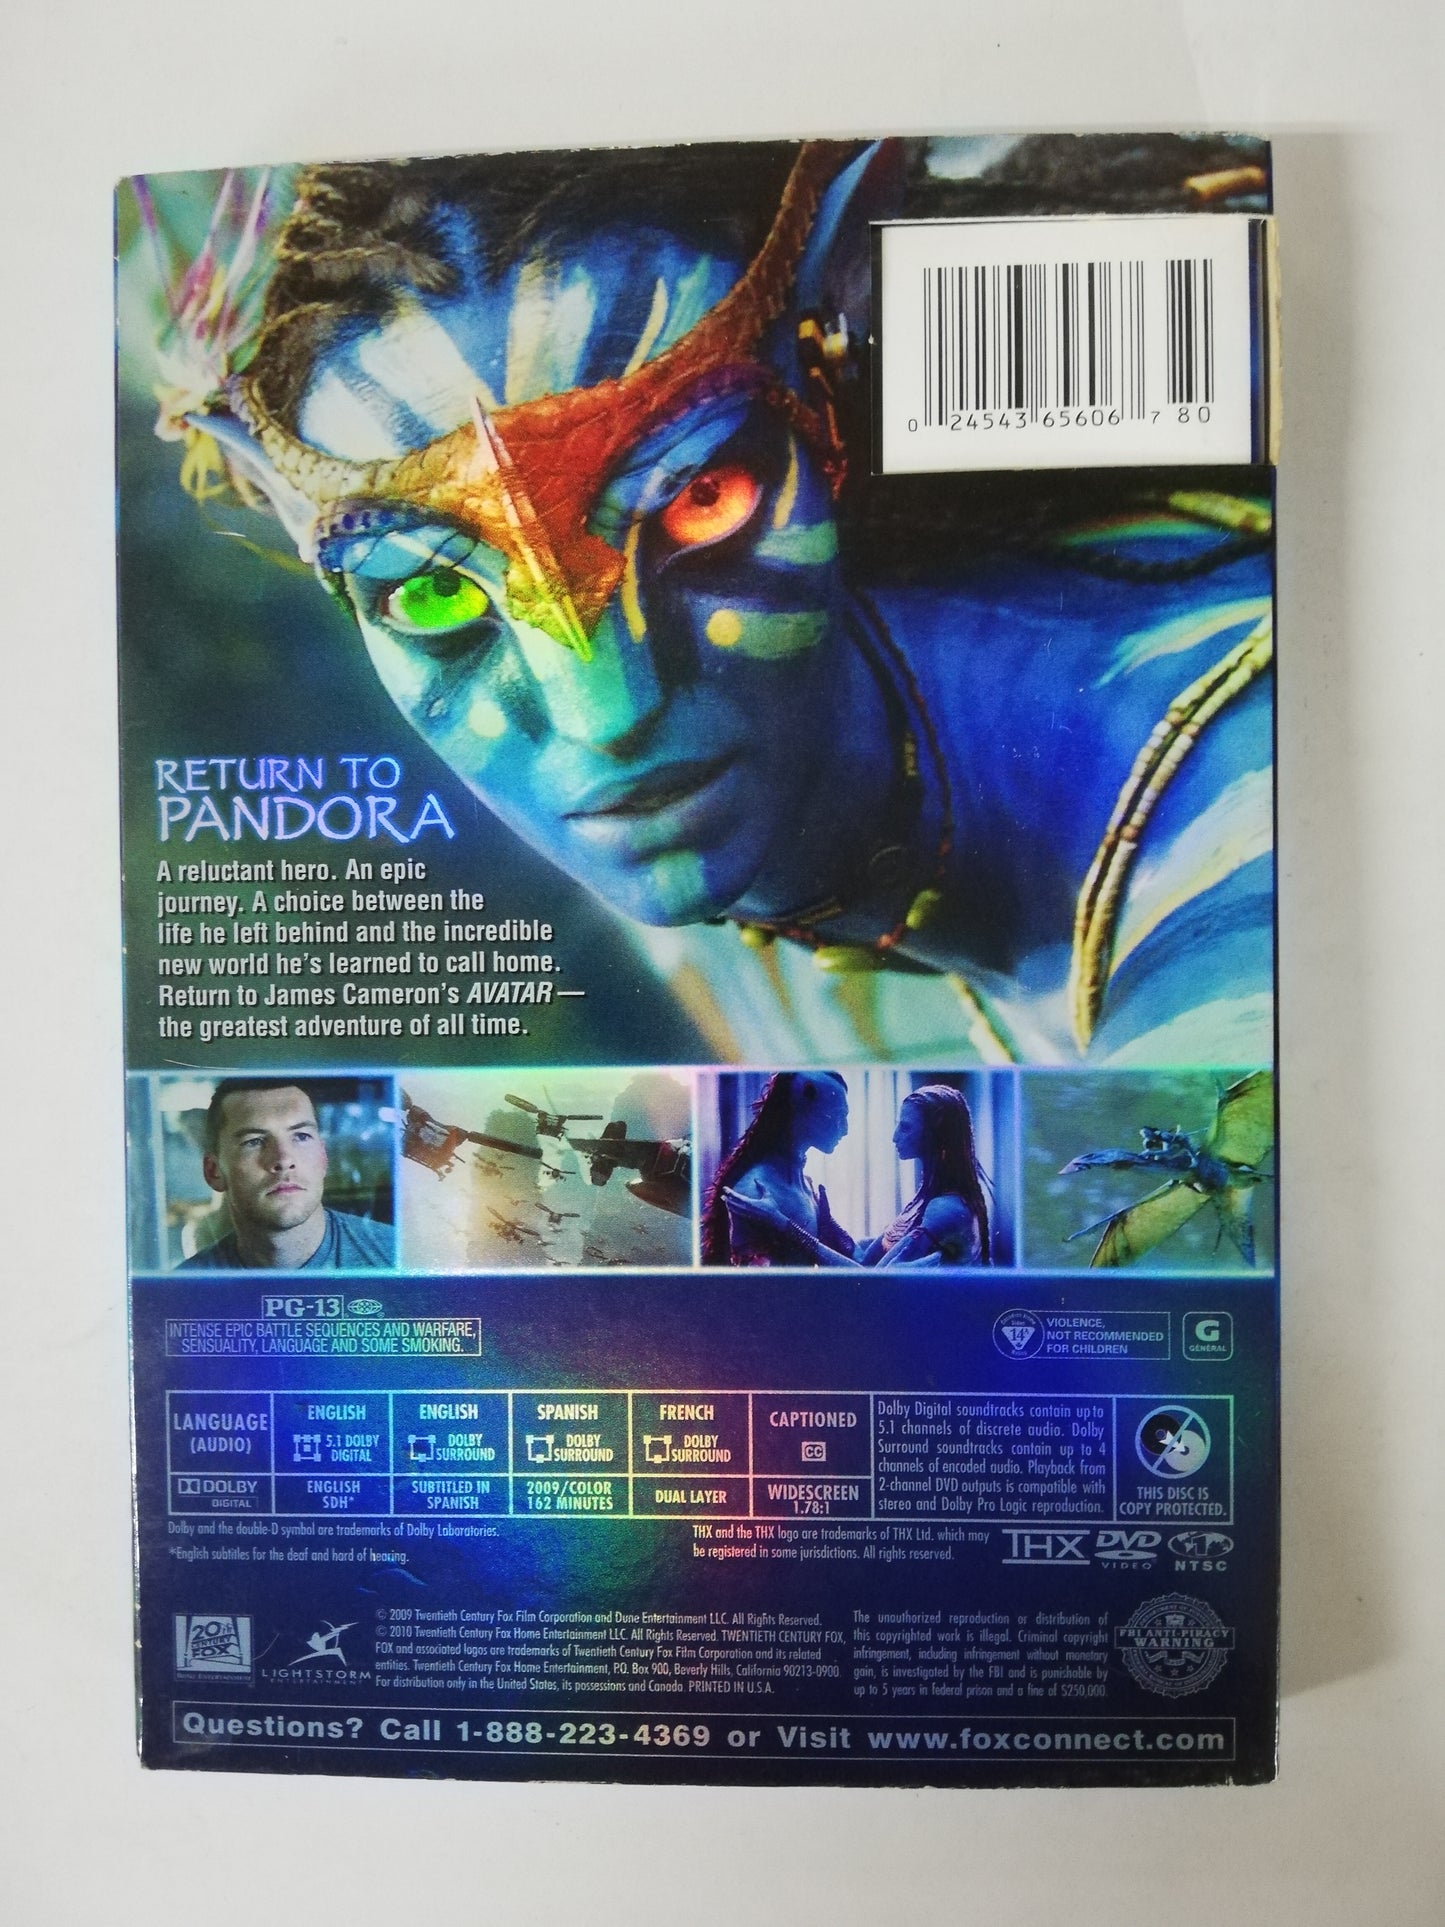 0 24543 65606 7 80
RETURN TO
PANDORA
A reluctant hero. An epic
journey. A choice between the
life he left behind and the incredible
new world he's learned to call home.
Return to James Cameron's AVATAR —
the greatest adventure of all time.
PG-13
INTENSE EPIC BATTLE SEQUENCES AND WARFARE,
SENSUALITY, LANGUAGE AND SOME SMOKING.
14A
VIOLENCE,
NOT RECOMMENDED
FOR CHILDREN
G
GÉNÉRAL
LANGUAGE
(AUDIO)
ENGLISH
5.1 DOLBY
DIGITAL
ENGLISH
DOLBY
SURROUND
SPANISH
DOLBY
SURROUND
FRENCH
DOLBY
SURROUND
CAPTIONED
CC
DOLBY
DIGITAL
ENGLISH
SDH*
SUBTITLED IN
SPANISH
2009/COLOR
162 MINUTES
DUAL LAYER
WIDESCREEN
1.78:1
Dolby Digital soundtracks contain up to
5.1 channels of discrete audio. Dolby
Surround soundtracks contain up to 4
channels of encoded audio. Playback from
2-channel DVD outputs is compatible with
stereo and Dolby Pro Logic reproduction.
THIS DISC IS
COPY PROTECTED.
Dolby and the double-D symbol are trademarks of Dolby Laboratories.
*English subtitles for the deaf and hard of hearing.
THX and the THX logo are trademarks of THX Ltd. which may
be registered in some jurisdictions. All rights reserved.
THX
DVD
VIDEO
1
NTSC
20TH
CENTURY
FOX
HOME ENTERTAINMENT
LIGHTSTORM
ENTERTAINMENT
© 2009 Twentieth Century Fox Film Corporation and Dune Entertainment LLC. All Rights Reserved.
© 2010 Twentieth Century Fox Home Entertainment LLC. All Rights Reserved. TWENTIETH CENTURY FOX,
FOX and associated logos are trademarks of Twentieth Century Fox Film Corporation and its related
entities. Twentieth Century Fox Home Entertainment, P.O. Box 900, Beverly Hills, California 90213-0900.
For distribution only in the United States, its possessions and Canada. PRINTED IN U.S.A.
The unauthorized reproduction or distribution of
this copyrighted work is illegal. Criminal copyright
infringement, including infringement without monetary
gain, is investigated by the FBI and is punishable by
up to 5 years in federal prison and a fine of $250,000.
FBI ANTI-PIRACY
WARNING
Questions? Call 1-888-223-4369 or Visit www.foxconnect.com